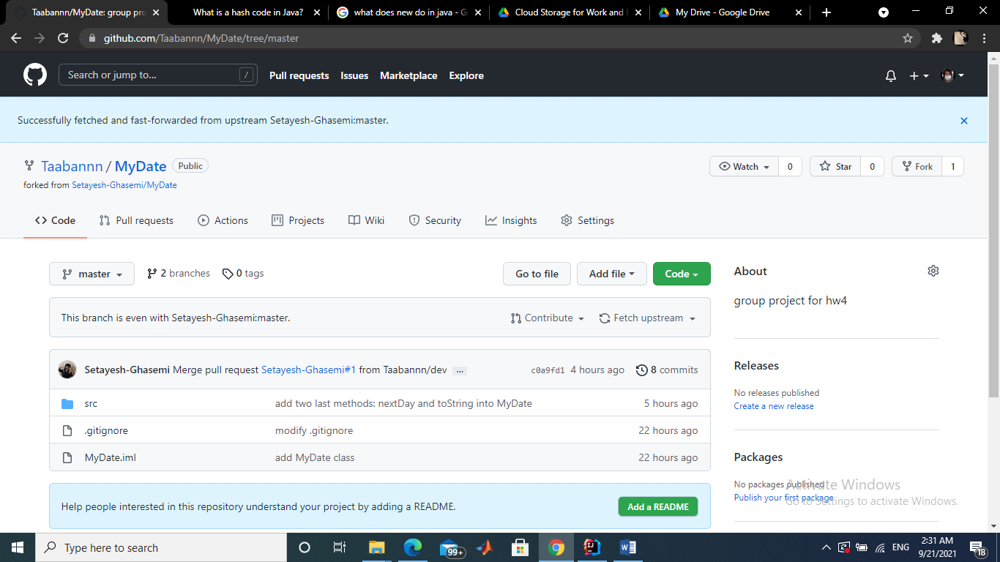 Taabannn/MyDate: group pro
What is a hash code in Java?
what does new do in java - G
Cloud Storage for Work and
My Drive - Google Drive
github.com/Taabannn/MyDate/tree/master
Search or jump to... /
Pull requests Issues Marketplace Explore
Successfully fetched and fast-forwarded from upstream Setayesh-Ghasemi:master.
Taabannn / MyDate Public
Watch 0 Star 0 Fork 1
forked from Setayesh-Ghasemi/MyDate
Code Pull requests Actions Projects Wiki Security Insights Settings
master 2 branches 0 tags Go to file Add file Code
This branch is even with Setayesh-Ghasemi:master. Contribute Fetch upstream
Setayesh-Ghasemi Merge pull request Setayesh-Ghasemi#1 from Taabannn/dev ... c0a9fd1 4 hours ago 8 commits
src add two last methods: nextDay and toString into MyDate 5 hours ago
.gitignore modify .gitignore 22 hours ago
MyDate.iml add MyDate class 22 hours ago
Help people interested in this repository understand your project by adding a README. Add a README
About
group project for hw4
Releases
No releases published
Create a new release
Packages
No packages published
Publish your first package
Activate Windows
Go to Settings to activate Windows.
Type here to search
99+
ENG
2:31 AM
9/21/2021
18